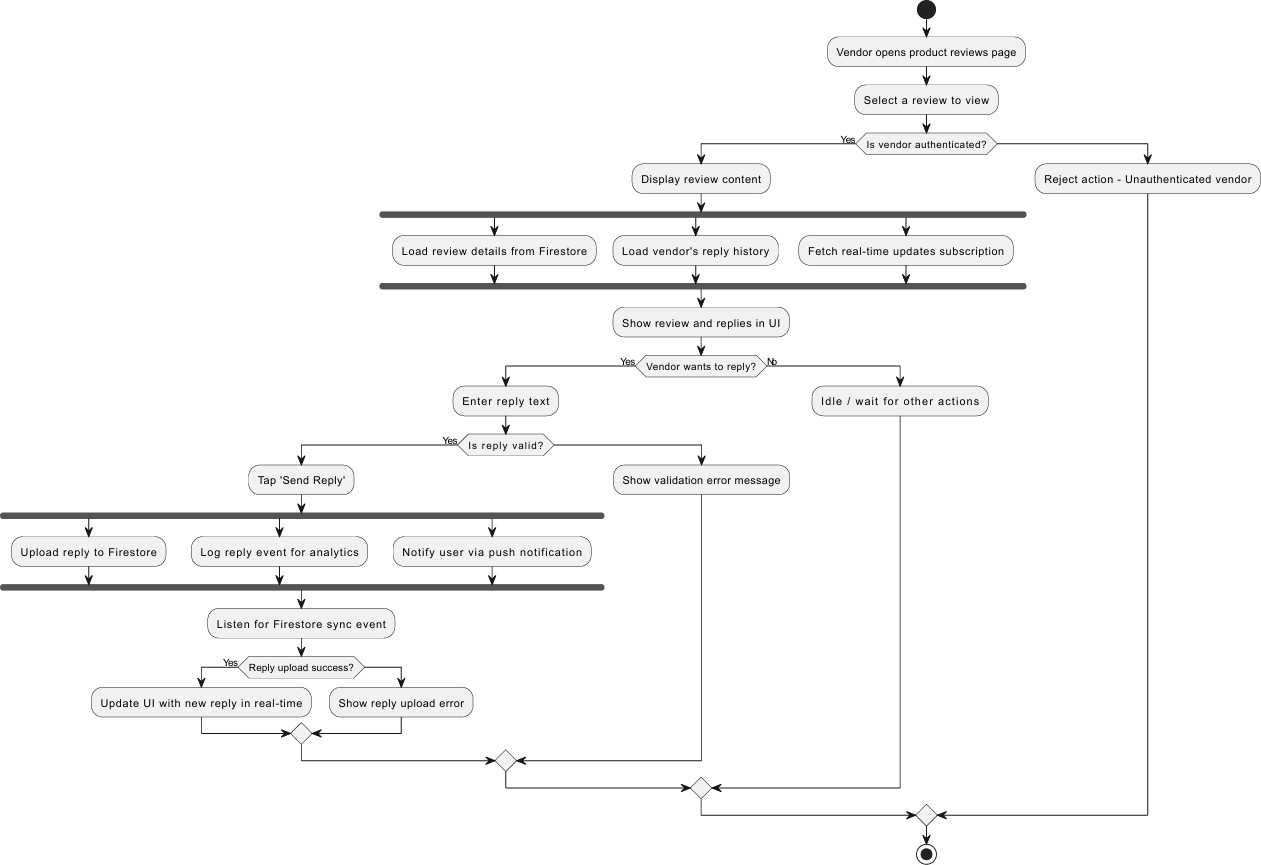 Vendor opens product reviews page
Select a review to view
Yes
Is vendor authenticated?
Display review content
Reject action - Unauthenticated vendor
Load review details from Firestore
Load vendor's reply history
Fetch real-time updates subscription
Show review and replies in UI
Yes
Vendor wants to reply?
No
Enter reply text
Idle / wait for other actions
Yes
Is reply valid?
Tap 'Send Reply'
Show validation error message
Upload reply to Firestore
Log reply event for analytics
Notify user via push notification
Listen for Firestore sync event
Yes
Reply upload success?
Update UI with new reply in real-time
Show reply upload error